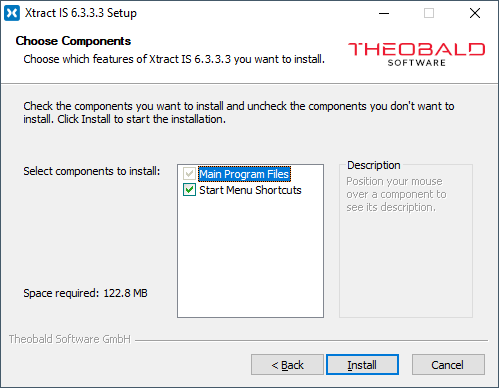 Xtract IS 6.3.3.3 Setup
Choose Components
Choose which features of Xtract IS 6.3.3.3 you want to install.
THEOBALD
SOFTWARE
Check the components you want to install and uncheck the components you don't want to
install. Click Install to start the installation.
Select components to install:
Main Program Files
Start Menu Shortcuts
Description
Position your mouse
over a component to
see its description.
Space required: 122.8 MB
Theobald Software GmbH
< Back
Install
Cancel